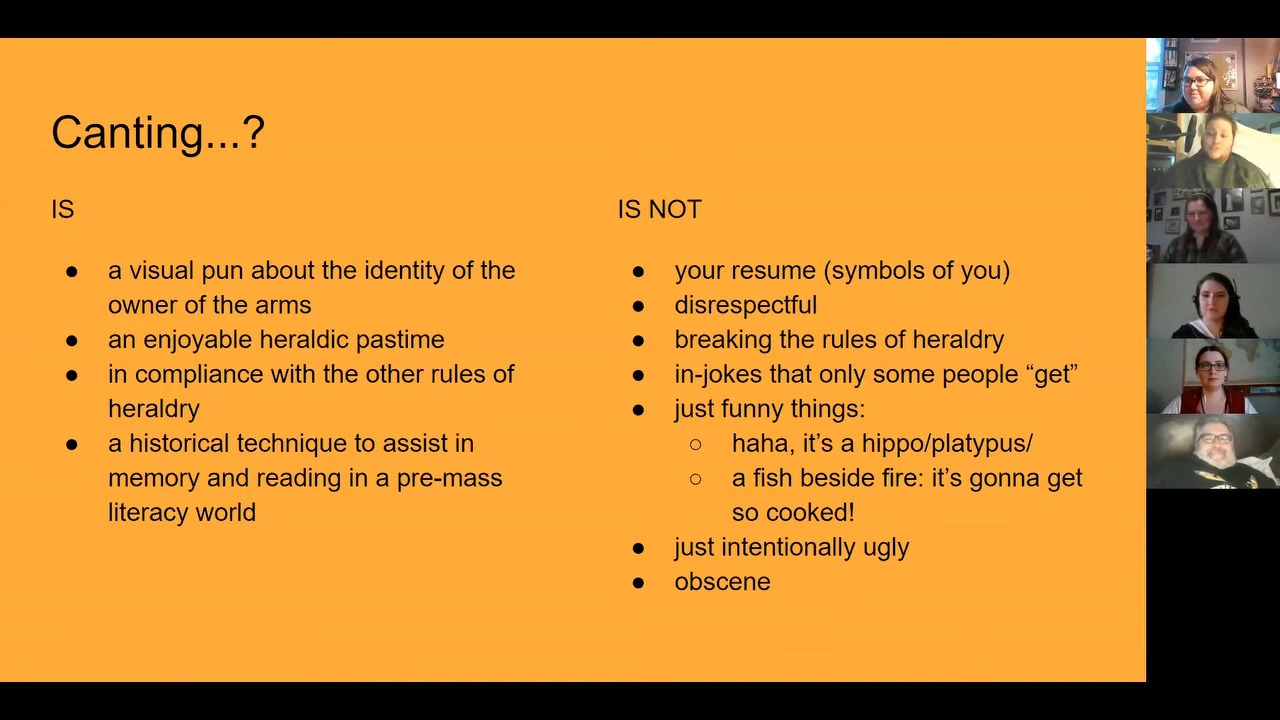 Canting...?
IS
● a visual pun about the identity of the
owner of the arms
● an enjoyable heraldic pastime
● in compliance with the other rules of
heraldry
● a historical technique to assist in
memory and reading in a pre-mass
literacy world
IS NOT
● your resume (symbols of you)
● disrespectful
● breaking the rules of heraldry
● in-jokes that only some people “get”
● just funny things:
○ haha, it’s a hippo/platypus/
○ a fish beside fire: it’s gonna get
so cooked!
● just intentionally ugly
● obscene